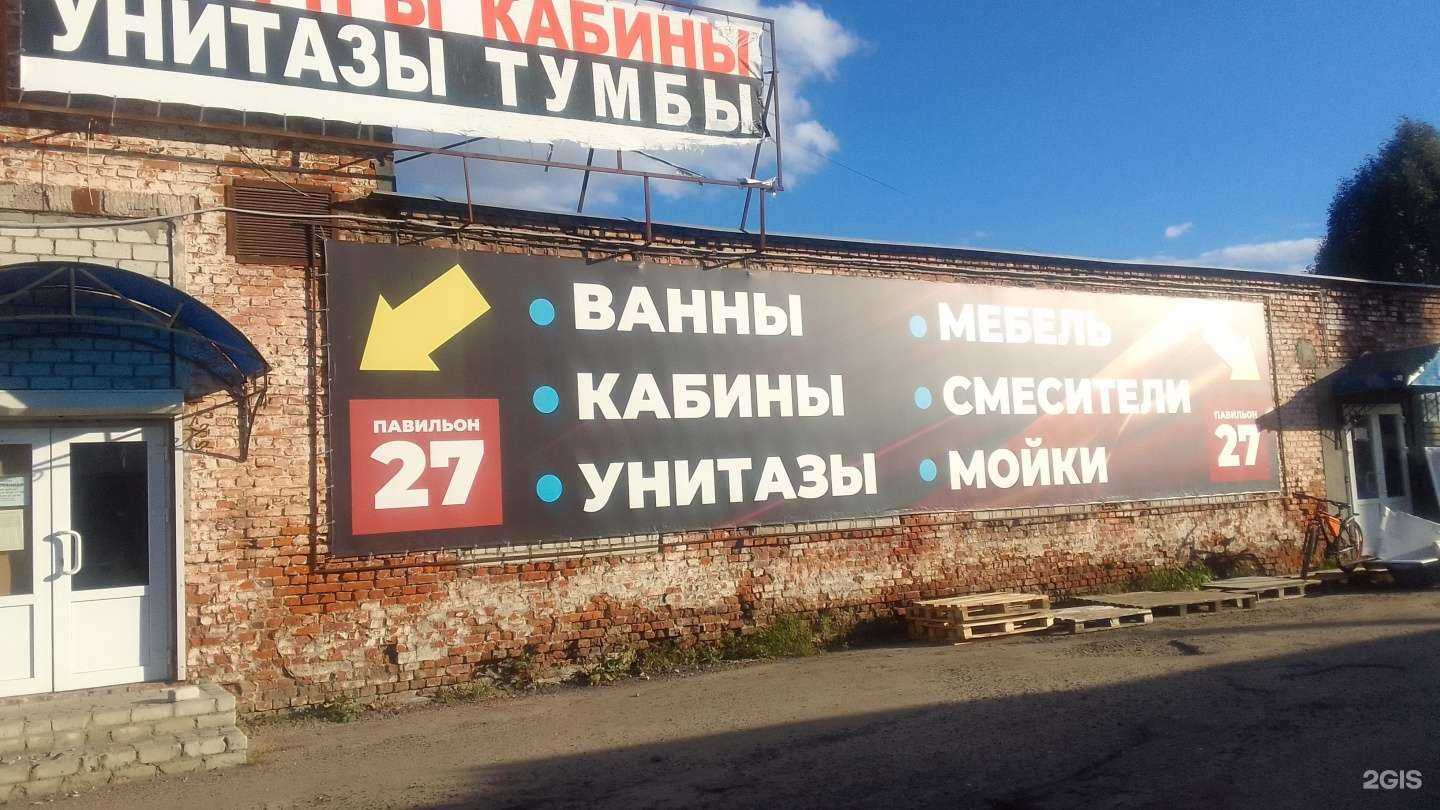 КАБИНЫ
УНИТАЗЫ ТУМБЫ
ВАННЫ
КАБИНЫ
УНИТАЗЫ
МЕБЕЛЬ
СМЕСИТЕЛИ
МОЙКИ
ПАВИЛЬОН
27
ПАВИЛЬОН
27
2GIS